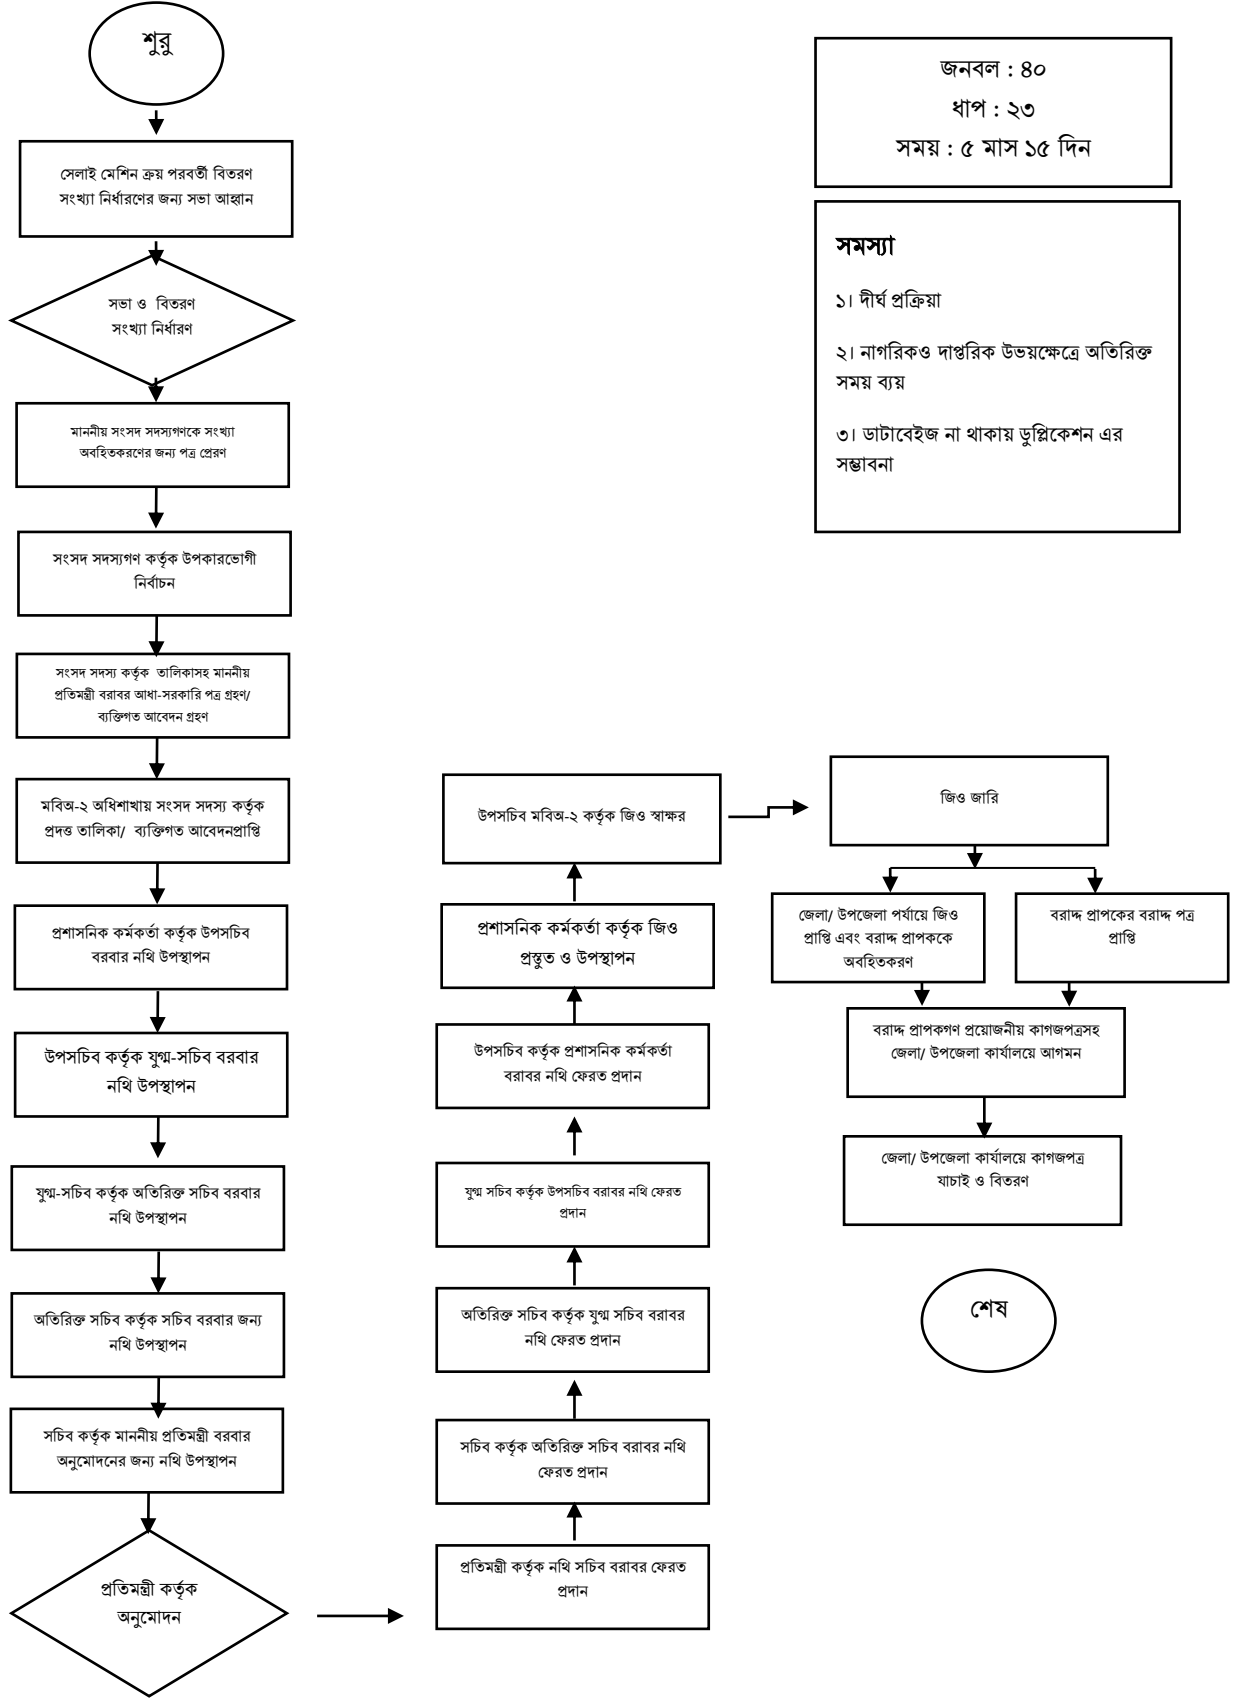 শুরু
সেলাই মেশিন ক্রয় পরবর্তী বিতরণ
সংখ্যা নির্ধারণের জন্য সভা আহ্বান
সভা ও বিতরণ
সংখ্যা নির্ধারণ
মাননীয় সংসদ সদস্যগণকে সংখ্যা
অবহিতকরণের জন্য পত্র প্রেরণ
সংসদ সদস্যগণ কর্তৃক উপকারভোগী
নির্বাচন
সংসদ সদস্য কর্তৃক তালিকাসহ মাননীয়
প্রতিমন্ত্রী বরাবর আধা-সরকারি পত্র গ্রহণ/
ব্যক্তিগত আবেদন গ্রহণ
মবিঅ-২ অধিশাখায় সংসদ সদস্য কর্তৃক
প্রদত্ত তালিকা/ ব্যক্তিগত আবেদনপ্রাপ্তি
প্রশাসনিক কর্মকর্তা কর্তৃক উপসচিব
বরবার নথি উপস্থাপন
উপসচিব কর্তৃক যুগ্ম-সচিব বরবার
নথি উপস্থাপন
যুগ্ম-সচিব কর্তৃক অতিরিক্ত সচিব বরবার
নথি উপস্থাপন
অতিরিক্ত সচিব কর্তৃক সচিব বরবার জন্য
নথি উপস্থাপন
সচিব কর্তৃক মাননীয় প্রতিমন্ত্রী বরবার
অনুমোদনের জন্য নথি উপস্থাপন
প্রতিমন্ত্রী কর্তৃক
অনুমোদন
প্রতিমন্ত্রী কর্তৃক নথি সচিব বরাবর ফেরত
প্রদান
সচিব কর্তৃক অতিরিক্ত সচিব বরাবর নথি
ফেরত প্রদান
অতিরিক্ত সচিব কর্তৃক যুগ্ম সচিব বরাবর
নথি ফেরত প্রদান
যুগ্ম সচিব কর্তৃক উপসচিব বরাবর নথি ফেরত
প্রদান
উপসচিব কর্তৃক প্রশাসনিক কর্মকর্তা
বরাবর নথি ফেরত প্রদান
প্রশাসনিক কর্মকর্তা কর্তৃক জিও
প্রস্তুত ও উপস্থাপন
উপসচিব মবিঅ-২ কর্তৃক জিও স্বাক্ষর
জিও জারি
জেলা/ উপজেলা পর্যায়ে জিও
প্রাপ্তি এবং বরাদ্দ প্রাপককে
অবহিতকরণ
বরাদ্দ প্রাপকের বরাদ্দ পত্র
প্রাপ্তি
বরাদ্দ প্রাপকগণ প্রয়োজনীয় কাগজপত্রসহ
জেলা/ উপজেলা কার্যালয়ে আগমন
জেলা/ উপজেলা কার্যালয়ে কাগজপত্র
যাচাই ও বিতরণ
শেষ
জনবল : ৪০
ধাপ : ২৩
সময় : ৫ মাস ১৫ দিন
সমস্যা
১। দীর্ঘ প্রক্রিয়া
২। নাগরিকও দাপ্তরিক উভয়ক্ষেত্রে অতিরিক্ত
সময় ব্যয়
৩। ডাটাবেইজ না থাকায় ডুপ্লিকেশন এর
সম্ভাবনা